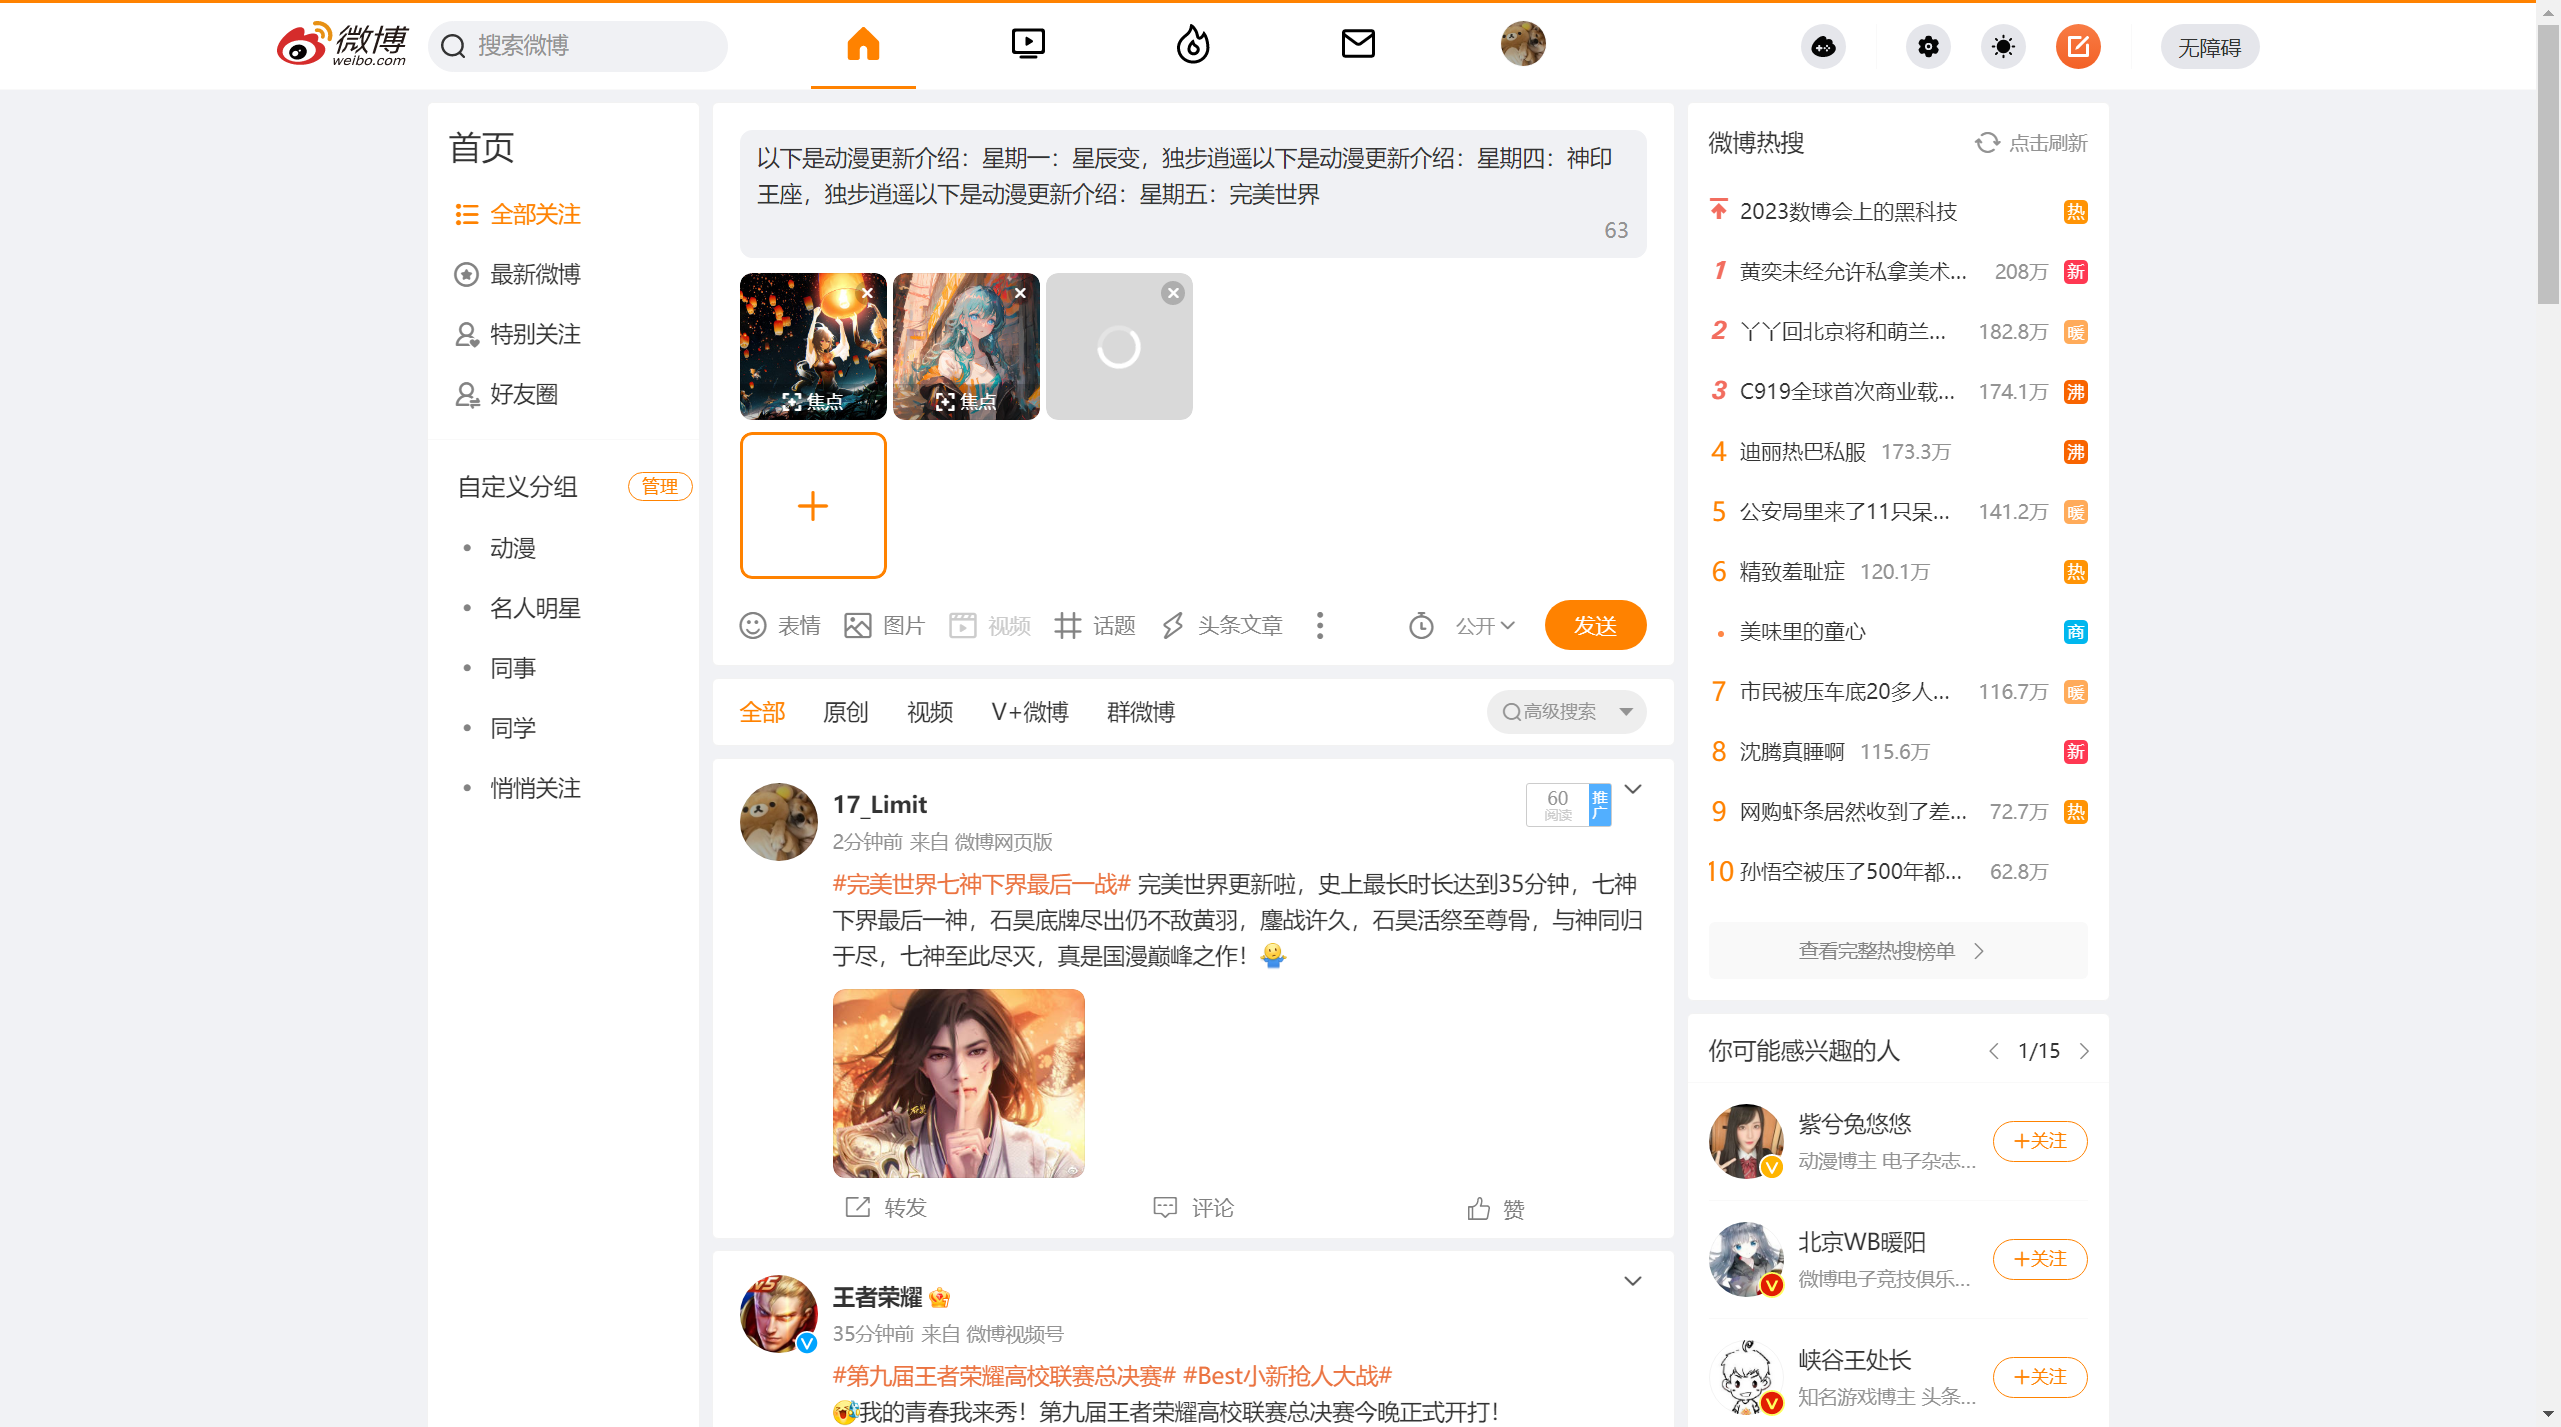 微博
weibo.com
搜索微博
无障碍
首页
全部关注
最新微博
特别关注
好友圈
自定义分组
管理
动漫
名人明星
同事
同学
悄悄关注
以下是动漫更新介绍：星期一：星辰变，独步逍遥以下是动漫更新介绍：星期四：神印
王座，独步逍遥以下是动漫更新介绍：星期五：完美世界
63
焦点
焦点
表情
图片
视频
话题
头条文章
公开
发送
全部
原创
视频
V+微博
群微博
高级搜索
17_Limit
2分钟前 来自 微博网页版
60
阅读
推广
#完美世界七神下界最后一战# 完美世界更新啦，史上最长时长达到35分钟，七神
下界最后一神，石昊底牌尽出仍不敌黄羽，鏖战许久，石昊活祭至尊骨，与神同归
于尽，七神至此尽灭，真是国漫巅峰之作！
转发
评论
赞
王者荣耀
35分钟前 来自 微博视频号
#第九届王者荣耀高校联赛总决赛# #Best小新抢人大战#
我的青春我来秀！第九届王者荣耀高校联赛总决赛今晚正式开打！
微博热搜
点击刷新
2023数博会上的黑科技 热
1 黄奕未经允许私拿美术... 208万 新
2 丫丫回北京将和萌兰... 182.8万 暖
3 C919全球首次商业载... 174.1万 沸
4 迪丽热巴私服 173.3万 沸
5 公安局里来了11只呆... 141.2万 暖
6 精致羞耻症 120.1万 热
美味里的童心 商
7 市民被压车底20多人... 116.7万 暖
8 沈腾真睡啊 115.6万 新
9 网购虾条居然收到了差... 72.7万 热
10 孙悟空被压了500年都... 62.8万
查看完整热搜榜单
你可能感兴趣的人
1/15
紫兮兔悠悠
动漫博主 电子杂志...
+关注
北京WB暖阳
微博电子竞技俱乐...
+关注
峡谷王处长
知名游戏博主 头条...
+关注